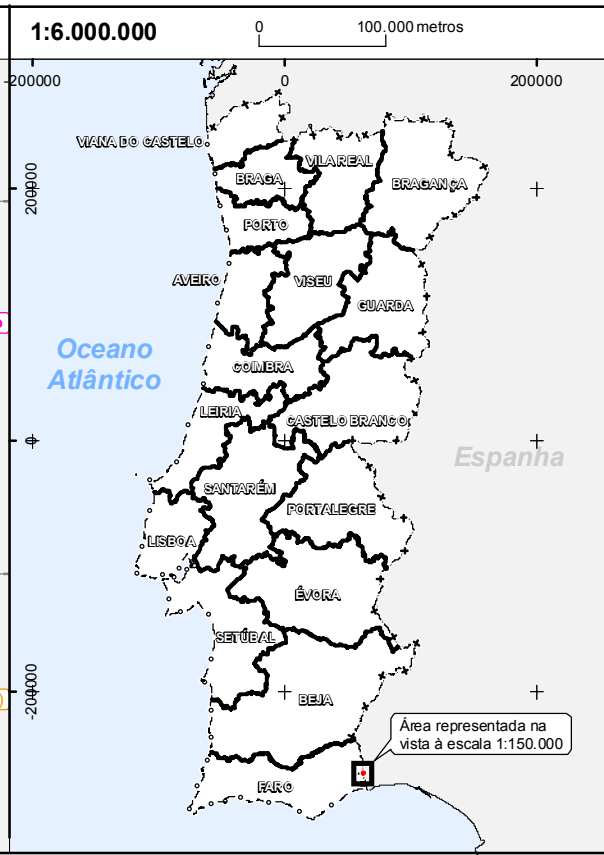 1:6.000.000
0 100.000 metros
-200000 0 200000
VIANA DO CASTELO
VILA REAL
BRAGA
BRAGANÇA
200000
PORTO
AVEIRO
VISEU
GUARDA
Oceano
Atlântico
COIMBRA
LEIRIA
CASTELO BRANCO
0
Espanha
SANTARÉM
PORTALEGRE
LISBOA
ÉVORA
SETÚBAL
-200000
BEJA
Área representada na
vista à escala 1:150.000
FARO